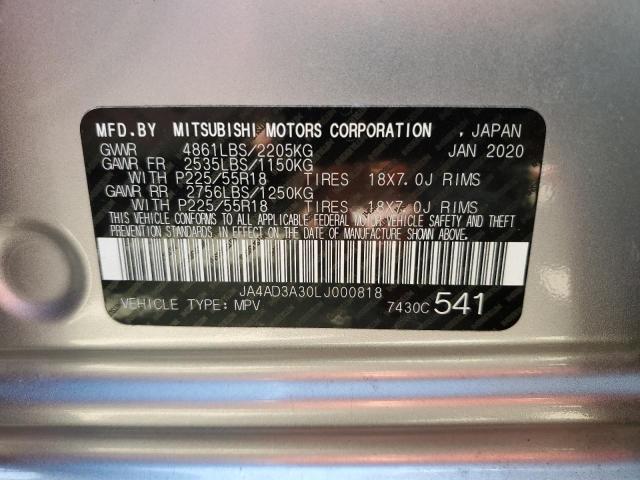 MFD.BY MITSUBISHI MOTORS CORPORATION , JAPAN
GVWR 4861LBS/2205KG JAN 2020
GAWR FR 2535LBS/1150KG
WITH P225/55R18 TIRES 18X7.0J RIMS
GAWR RR 2756LBS/1250KG
WITH P225/55R18 TIRES 18X7.0J RIMS
THIS VEHICLE CONFORMS TO ALL APPLICABLE FEDERAL MOTOR VEHICLE SAFETY AND THEFT
PREVENTION STANDARDS IN EFFECT ON THE DATE OF MANUFACTURE SHOWN ABOVE.
JA4AD3A30LJ000818
VEHICLE TYPE: MPV 7430C 541